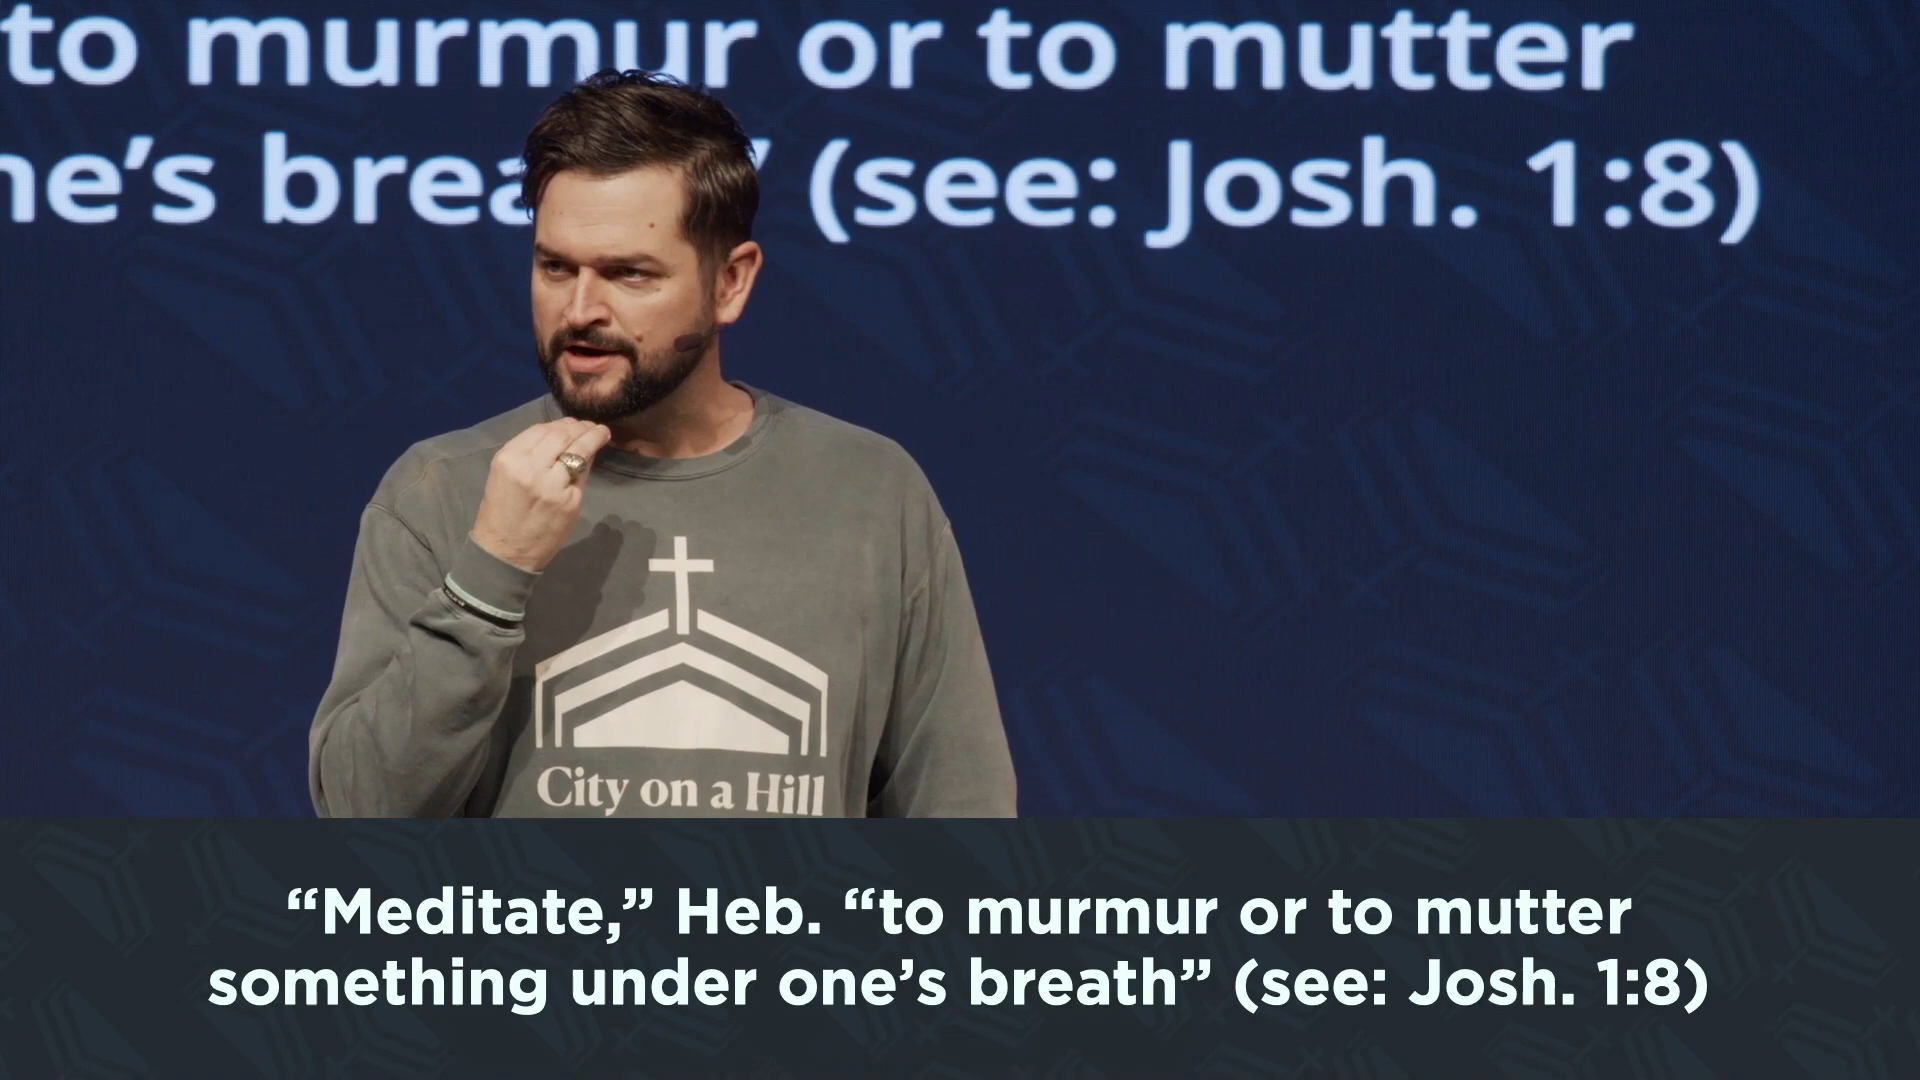 to murmur or to mutter
ne’s brea ” (see: Josh. 1:8)
City on a Hill
“Meditate,” Heb. “to murmur or to mutter
something under one’s breath” (see: Josh. 1:8)